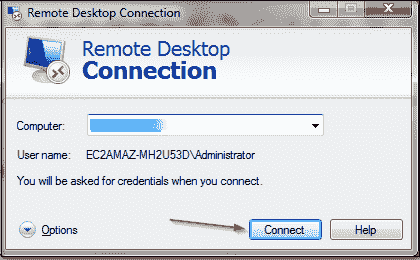 Remote Desktop Connection
Remote Desktop
Connection
Computer:
User name: EC2AMAZ-MH2U53D\Administrator
You will be asked for credentials when you connect.
Options Connect Help